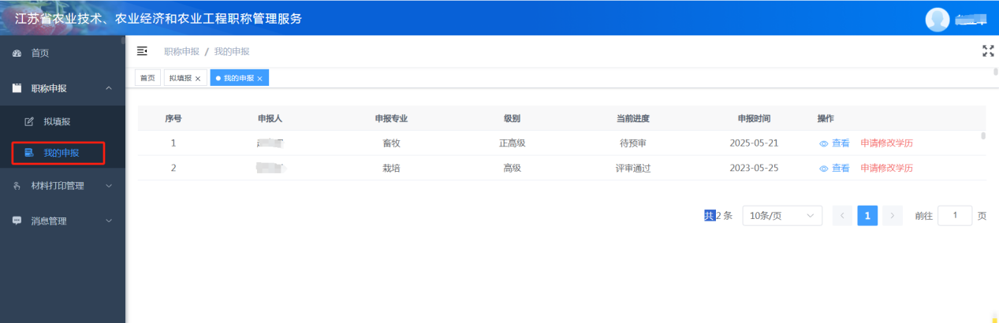 江苏省农业技术、农业经济和农业工程职称管理服务
首页
职称申报
拟填报
我的申报
材料打印管理
消息管理
职称申报 / 我的申报
首页 拟填报 × 我的申报 ×
序号 申报人 申报专业 级别 当前进度 申报时间 操作
1 畜牧 正高级 待预审 2025-05-21 查看 申请修改学历
2 栽培 高级 评审通过 2023-05-25 查看 申请修改学历
共2条 10条/页 < 1 > 前往 1 页